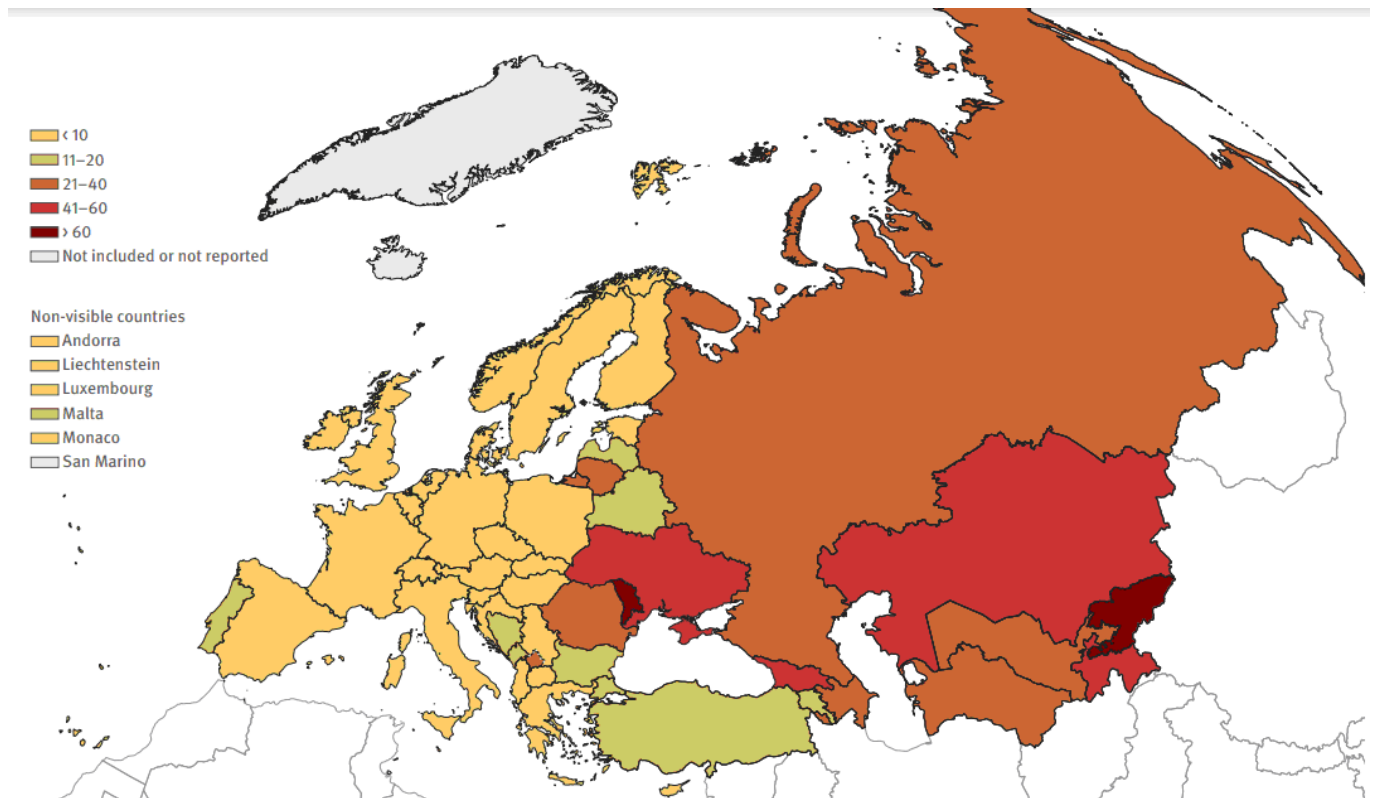 ‹ 10
11–20
21–40
41–60
› 60
Not included or not reported
Non-visible countries
Andorra
Liechtenstein
Luxembourg
Malta
Monaco
San Marino